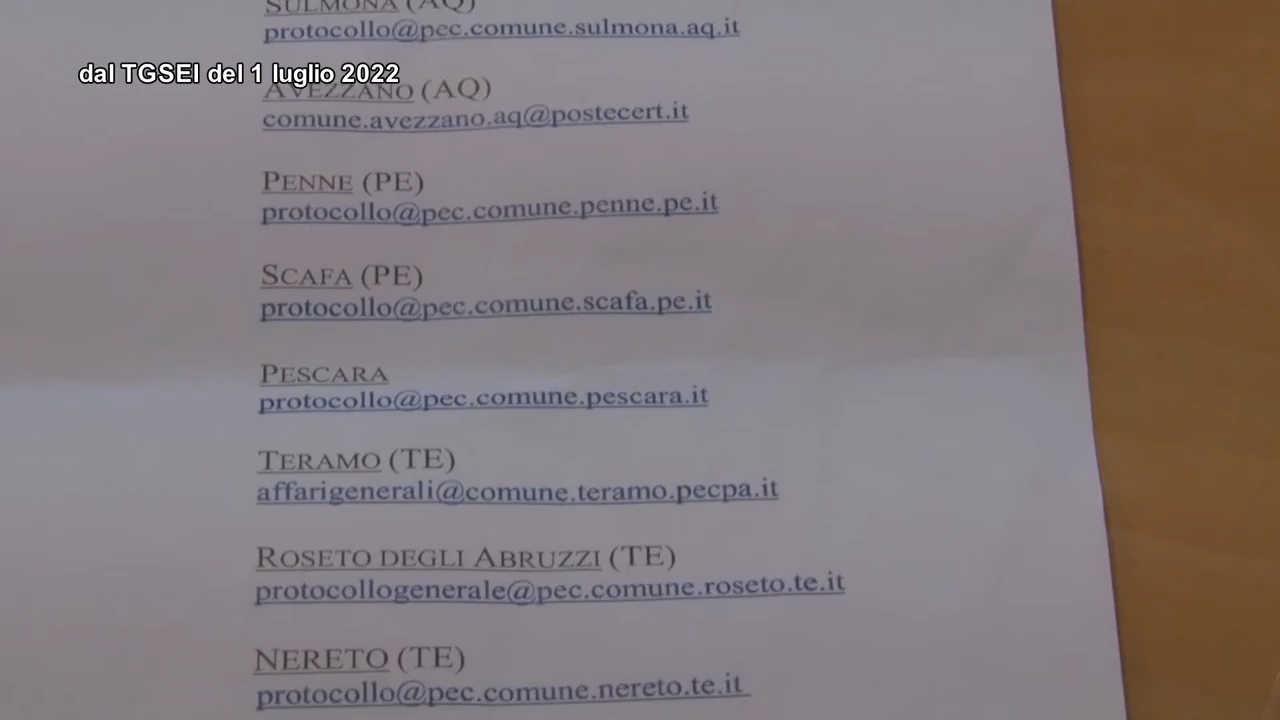 SULMONA (AQ)
protocollo@pec.comune.sulmona.aq.it
dal TGSEI del 1 luglio 2022
AVEZZANO (AQ)
comune.avezzano.aq@postecert.it
PENNE (PE)
protocollo@pec.comune.penne.pe.it
SCAFA (PE)
protocollo@pec.comune.scafa.pe.it
PESCARA
protocollo@pec.comune.pescara.it
TERAMO (TE)
affarigenerali@comune.teramo.pecpa.it
ROSETO DEGLI ABRUZZI (TE)
protocollogenerale@pec.comune.roseto.te.it
NERETO (TE)
protocollo@pec.comune.nereto.te.it